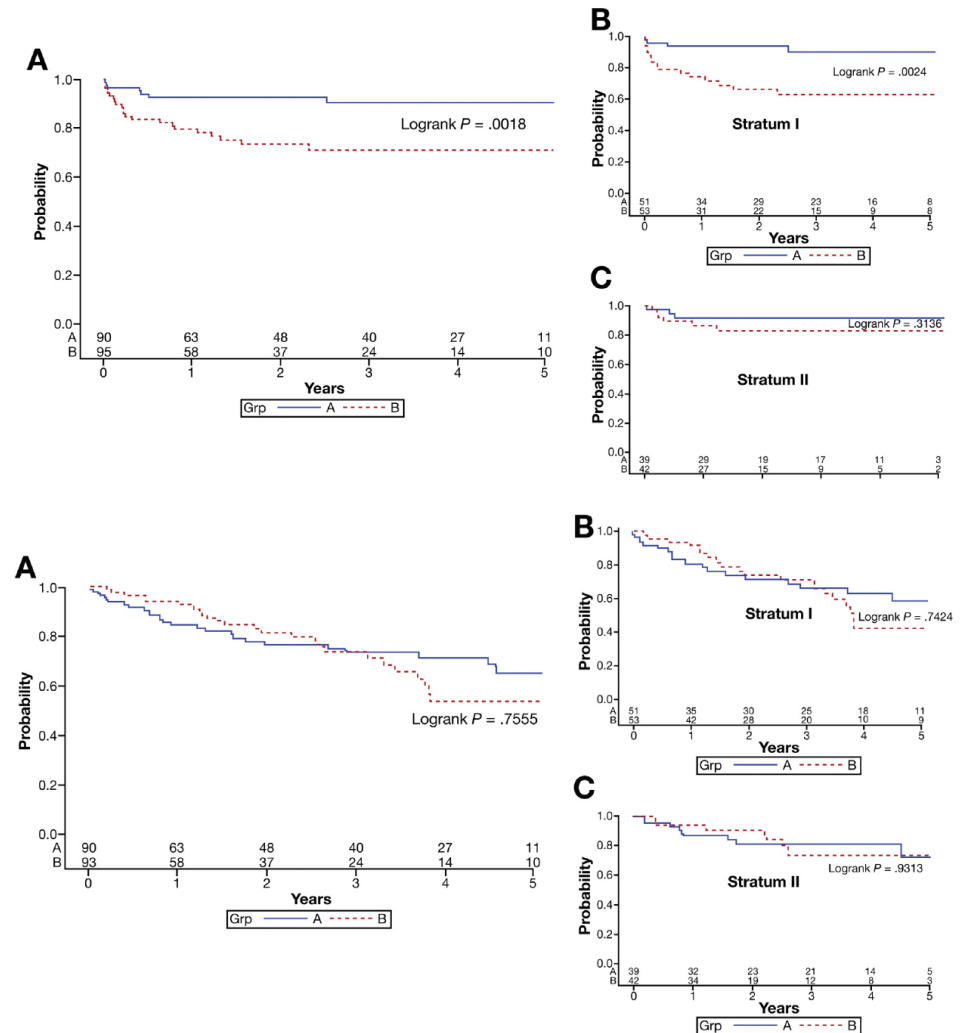 A
1.0
0.8
0.6
0.4
0.2
0.0
Probability
Logrank P = .0018
A 90 63 48 40 27 11
B 95 58 37 24 14 10
0 1 2 3 4 5
Years
Grp A B
B
1.0
0.8
0.6
0.4
0.2
0.0
Probability
Logrank P = .0024
Stratum I
A 51 34 29 23 16 8
B 53 31 22 15 9 8
0 1 2 3 4 5
Years
Grp A B
C
1.0
0.8
0.6
0.4
0.2
0.0
Probability
Logrank P = .3136
Stratum II
A 39 29 19 17 11 3
B 42 27 15 9 5 2
A
1.0
0.8
0.6
0.4
0.2
0.0
Probability
Logrank P = .7555
A 90 63 48 40 27 11
B 93 58 37 24 14 10
0 1 2 3 4 5
Years
Grp A B
B
1.0
0.8
0.6
0.4
0.2
0.0
Probability
Stratum I
Logrank P = .7424
A 51 35 30 25 18 11
B 53 42 28 20 10 9
0 1 2 3 4 5
Years
Grp A B
C
1.0
0.8
0.6
0.4
0.2
0.0
Probability
Logrank P = .9313
Stratum II
A 39 32 23 21 14 5
B 42 34 19 12 8 3
0 1 2 3 4 5
Years
Grp A B